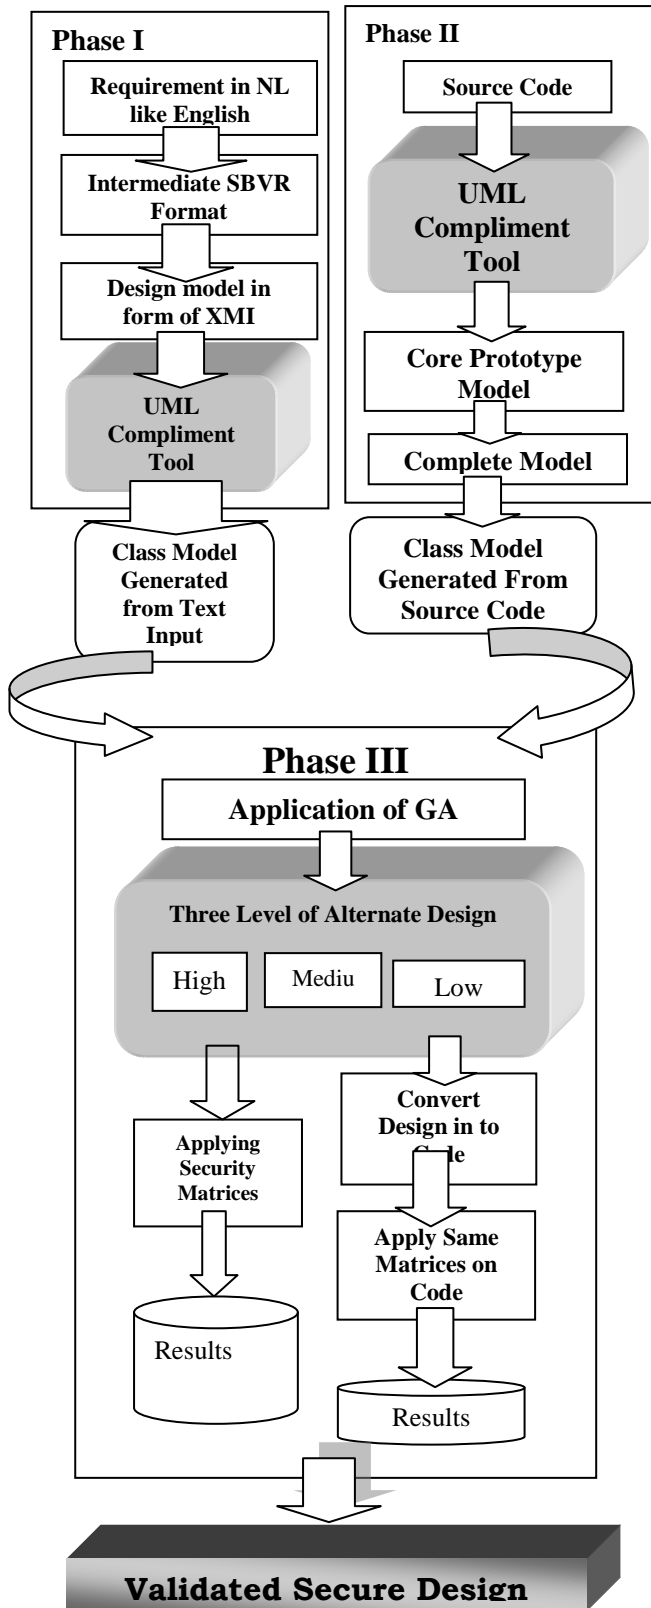 Phase I
Requirement in NL
like English
Intermediate SBVR
Format
Design model in
form of XMI
UML
Compliment
Tool
Class Model
Generated
from Text
Input
Phase II
Source Code
UML
Compliment
Tool
Core Prototype
Model
Complete Model
Class Model
Generated From
Source Code
Phase III
Application of GA
Three Level of Alternate Design
High
Mediu
Low
Applying
Security
Matrices
Results
Convert
Design in to
Apply Same
Matrices on
Code
Results
Validated Secure Design